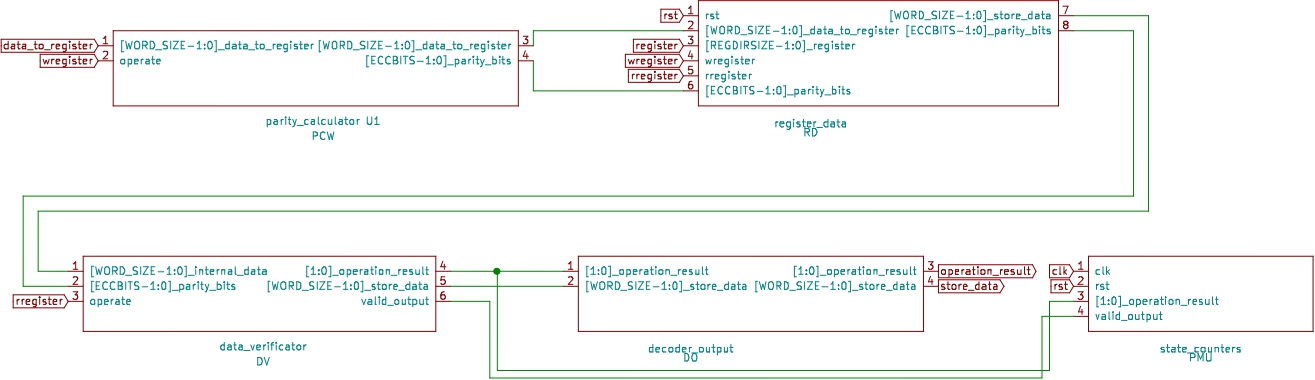 data_to_register 1 [WORD_SIZE-1:0]_data_to_register [WORD_SIZE-1:0]_data_to_register 3
wregister 2 operate [ECCBITS-1:0]_parity_bits 4
parity_calculator U1
PCW
rst 1 rst [WORD_SIZE-1:0]_store_data 7
2 [WORD_SIZE-1:0]_data_to_register [ECCBITS-1:0]_parity_bits 8
register 3 [REGDIRSIZE-1:0]_register
wregister 4 wregister
rregister 5 rregister
6 [ECCBITS-1:0]_parity_bits
register_data
RD
1 [WORD_SIZE-1:0]_internal_data [1:0]_operation_result 4
2 [ECCBITS-1:0]_parity_bits [WORD_SIZE-1:0]_store_data 5
rregister 3 operate valid_output 6
data_verificator
DV
1 [1:0]_operation_result [1:0]_operation_result 3 operation_result
2 [WORD_SIZE-1:0]_store_data [WORD_SIZE-1:0]_store_data 4 store_data
decoder_output
DO
clk 1 clk
rst 2 rst
3 [1:0]_operation_result
4 valid_output
state_counters
PMU